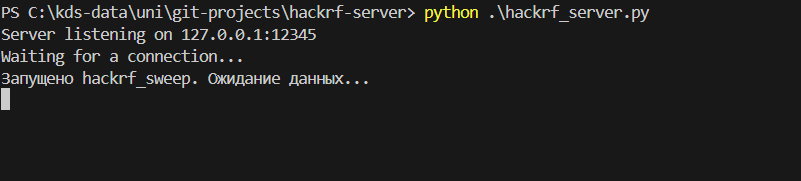 PS C:\kds-data\uni\git-projects\hackrf-server> python .\hackrf_server.py
Server listening on 127.0.0.1:12345
Waiting for a connection...
Запущено hackrf_sweep. Ожидание данных...